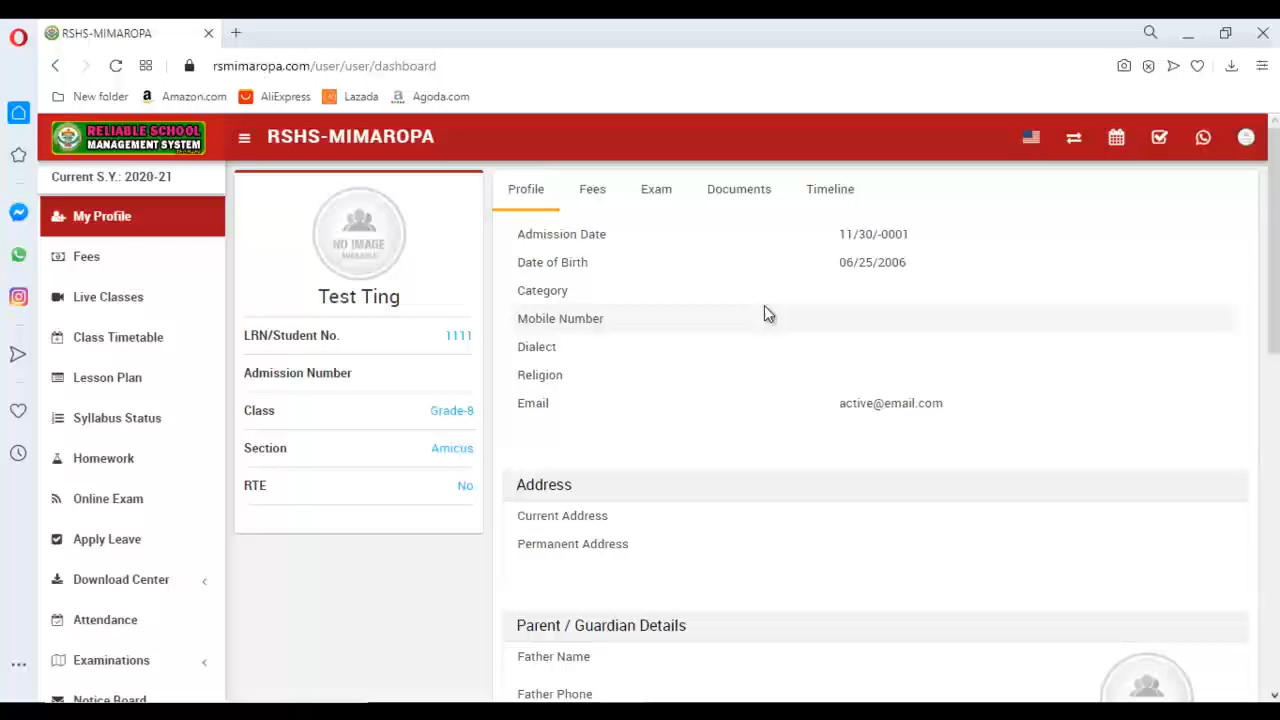 RSHS-MIMAROPA
rsmimaropa.com/user/user/dashboard
New folder
Amazon.com
AliExpress
Lazada
Agoda.com
RELIABLE SCHOOL
MANAGEMENT SYSTEM
RSHS-MIMAROPA
Current S.Y.: 2020-21
My Profile
Fees
Live Classes
Class Timetable
Lesson Plan
Syllabus Status
Homework
Online Exam
Apply Leave
Download Center
Attendance
Examinations
Notice Board
NO IMAGE
AVAILABLE
Test Ting
LRN/Student No. 1111
Admission Number
Class Grade-8
Section Amicus
RTE No
Profile Fees Exam Documents Timeline
Admission Date 11/30/-0001
Date of Birth 06/25/2006
Category
Mobile Number
Dialect
Religion
Email active@email.com
Address
Current Address
Permanent Address
Parent / Guardian Details
Father Name
Father Phone